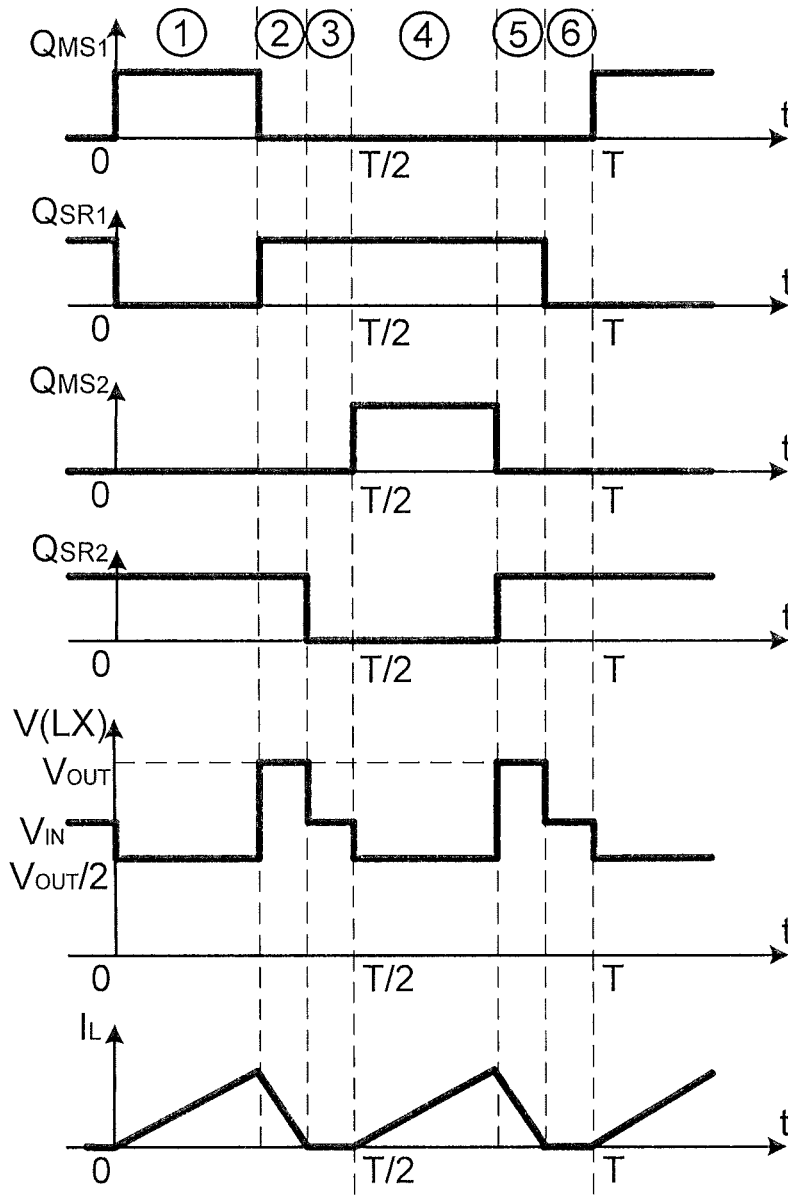 ① ② ③ ④ ⑤ ⑥
QMS1
t
0 T/2 T
QSR1
t
0 T/2 T
QMS2
t
0 T/2 T
QSR2
t
0 T/2 T
V(LX)
VOUT
VIN
VOUT/2
t
0 T/2 T
IL
t
0 T/2 T